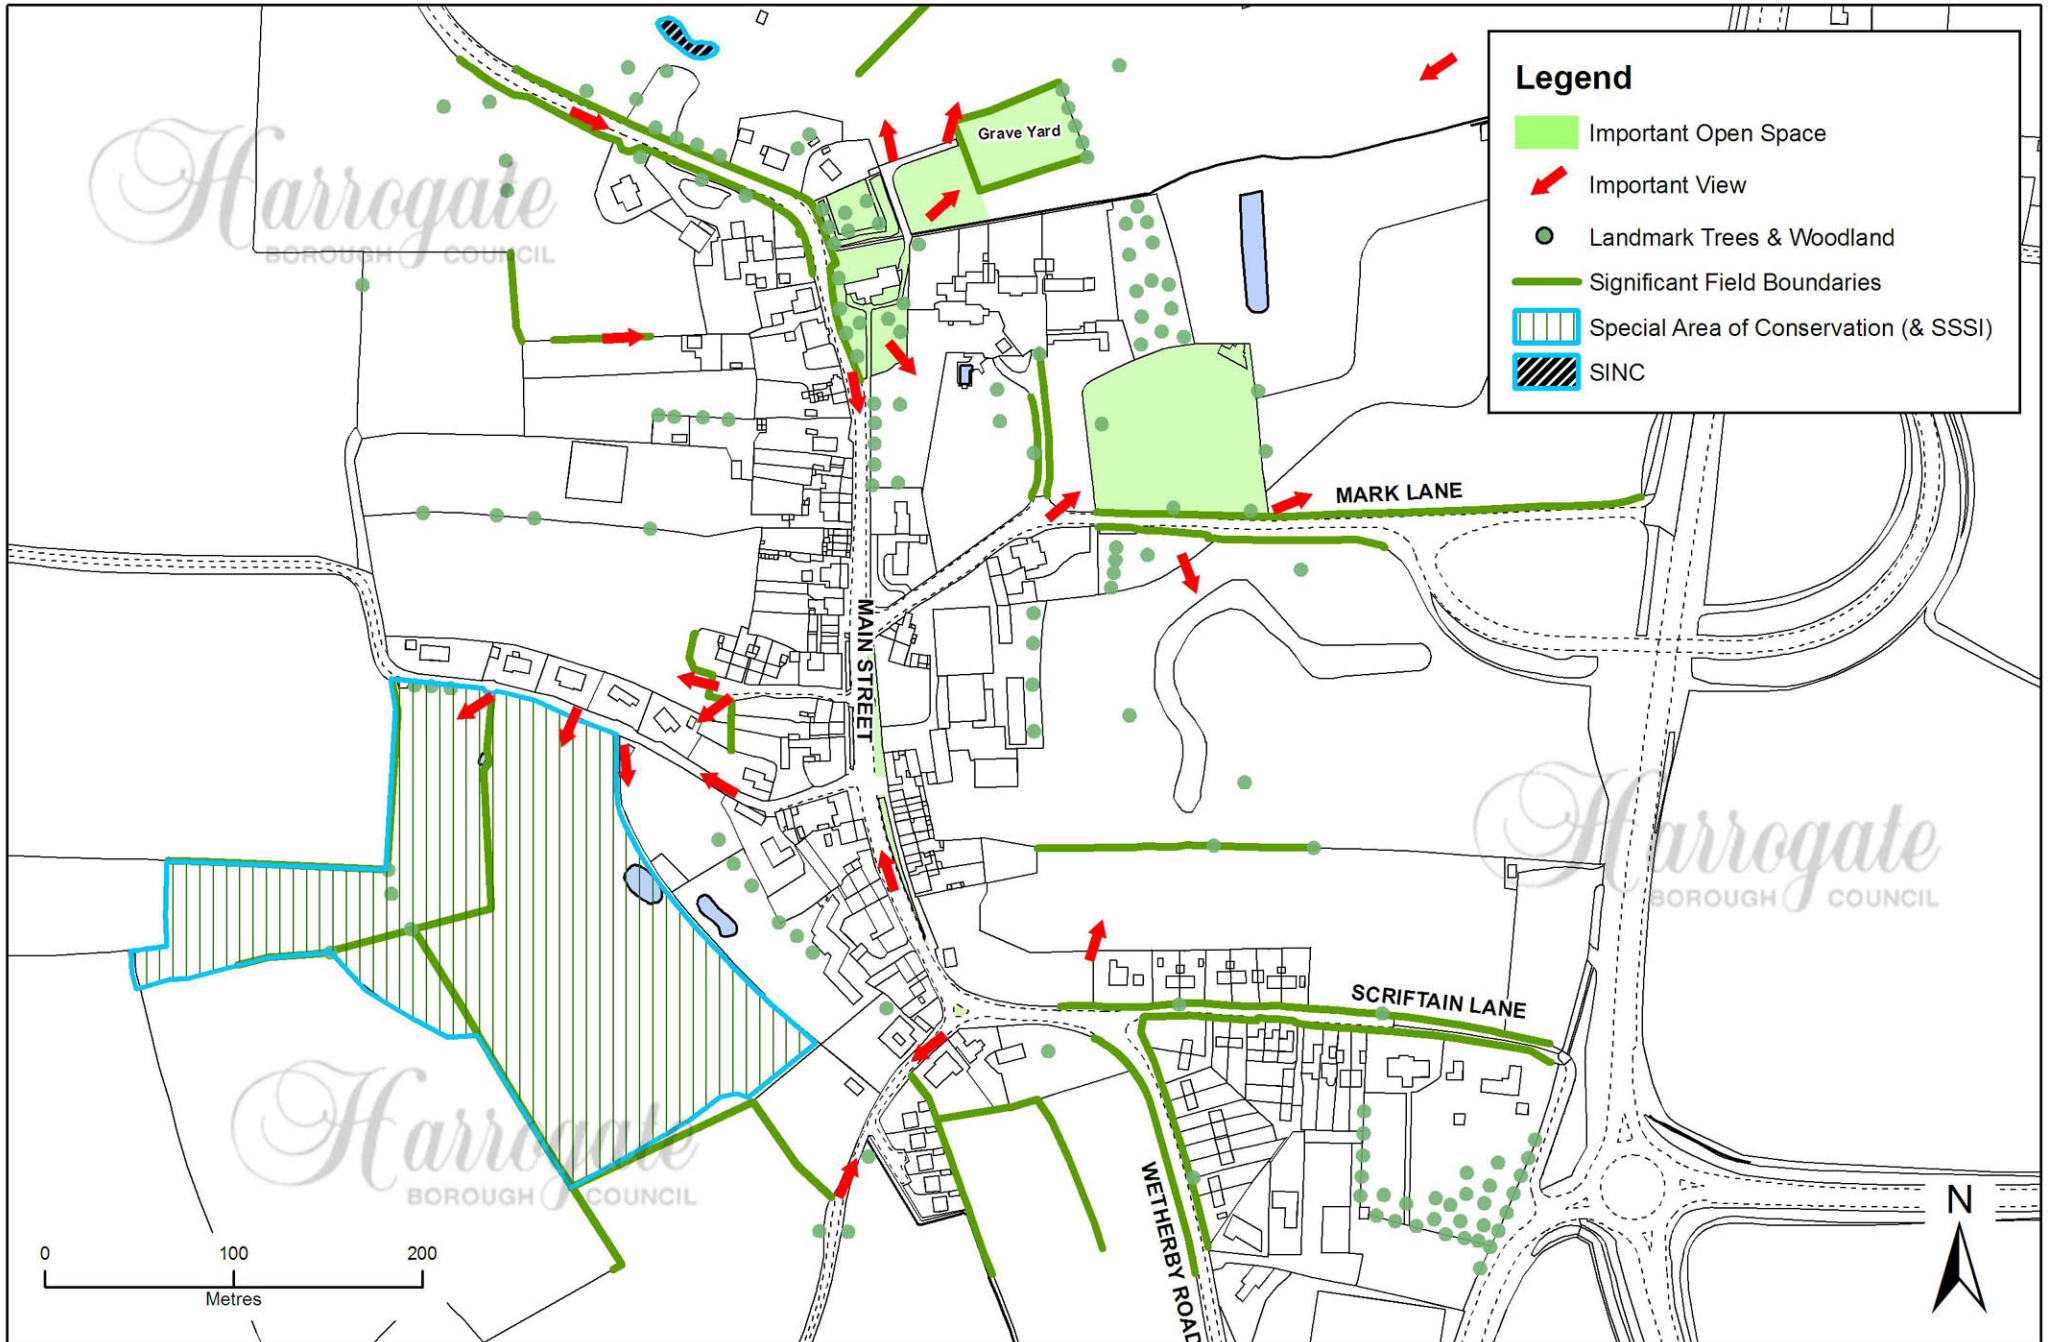 Legend
Important Open Space
Important View
Landmark Trees & Woodland
Significant Field Boundaries
Special Area of Conservation (& SSSI)
SINC
Grave Yard
Harrogate
BOROUGH COUNCIL
MARK LANE
MAIN STREET
Harrogate
BOROUGH COUNCIL
SCRIFTAIN LANE
Harrogate
BOROUGH COUNCIL
WETHERBY ROAD
N
0 100 200
Metres